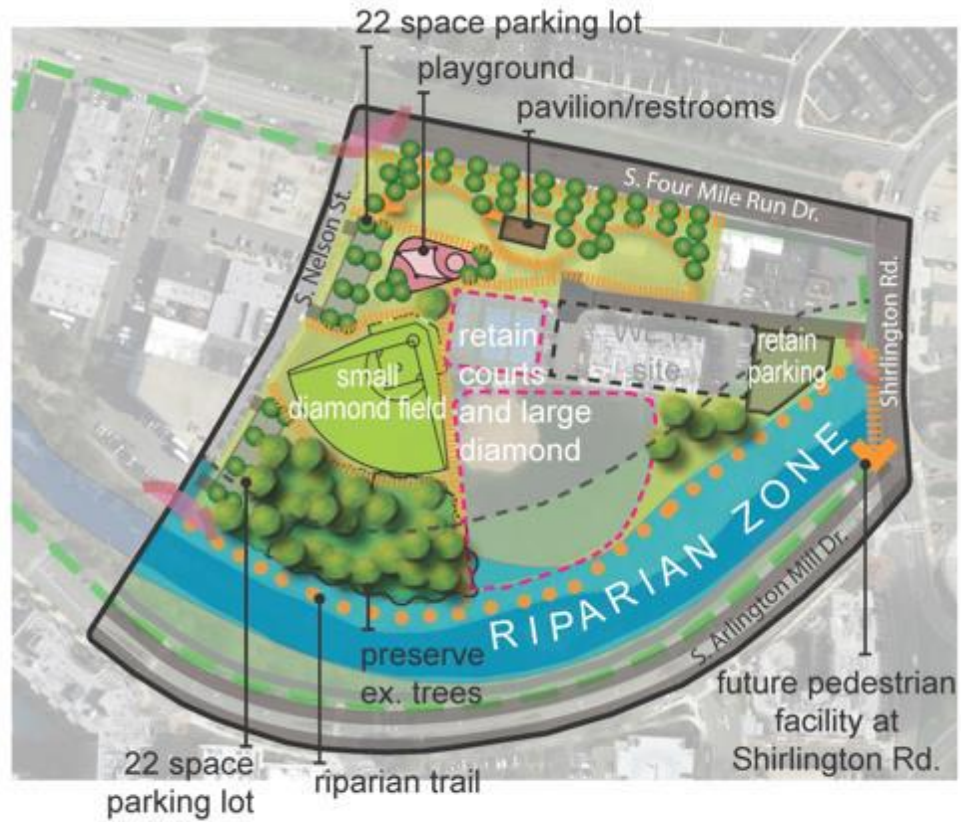 22 space parking lot
playground
pavilion/restrooms
S. Four Mile Run Dr.
S. Nelson St.
Shirlington Rd.
retain
courts
and large
diamond
site
retain
parking
small
diamond field
RIPARIAN ZONE
S. Arlington Mill Dr.
preserve
ex. trees
future pedestrian
facility at
Shirlington Rd.
22 space
parking lot
riparian trail